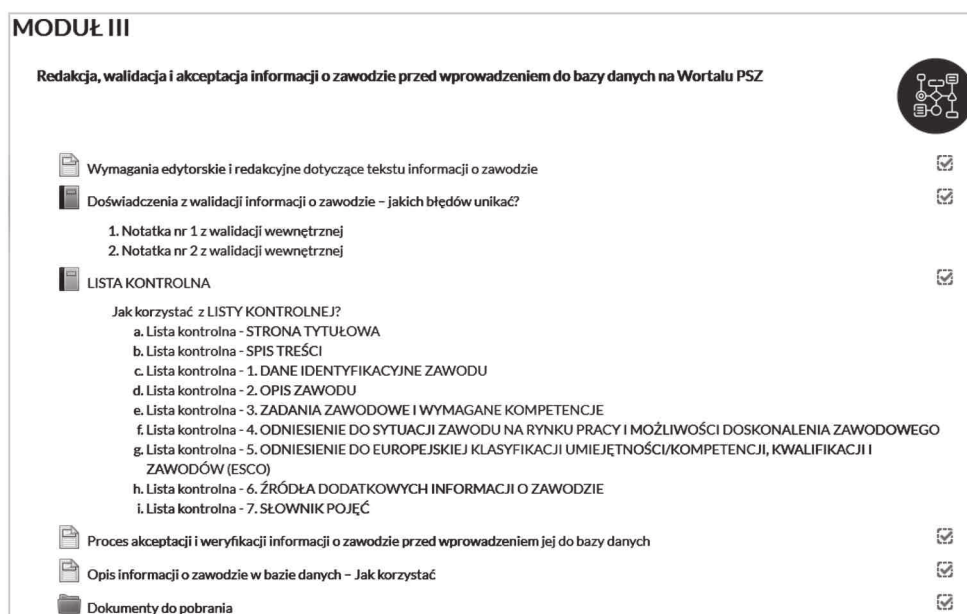 MODUŁ III
Redakcja, walidacja i akceptacja informacji o zawodzie przed wprowadzeniem do bazy danych na Wortalu PSZ
Wymagania edytorskie i redakcyjne dotyczące tekstu informacji o zawodzie
Doświadczenia z walidacji informacji o zawodzie – jakich błędów unikać?
1. Notatka nr 1 z walidacji wewnętrznej
2. Notatka nr 2 z walidacji wewnętrznej
LISTA KONTROLNA
Jak korzystać z LISTY KONTROLNEJ?
a. Lista kontrolna - STRONA TYTUŁOWA
b. Lista kontrolna - SPIS TREŚCI
c. Lista kontrolna - 1. DANE IDENTYFIKACYJNE ZAWODU
d. Lista kontrolna - 2. OPIS ZAWODU
e. Lista kontrolna - 3. ZADANIA ZAWODOWE I WYMAGANE KOMPETENCJE
f. Lista kontrolna - 4. ODNIESIENIE DO SYTUACJI ZAWODU NA RYNKU PRACY I MOŻLIWOŚCI DOSKONALENIA ZAWODOWEGO
g. Lista kontrolna - 5. ODNIESIENIE DO EUROPEJSKIEJ KLASYFIKACJI UMIEJĘTNOŚCI/KOMPETENCJI, KWALIFIKACJI I
ZAWODÓW (ESCO)
h. Lista kontrolna - 6. ŹRÓDŁA DODATKOWYCH INFORMACJI O ZAWODZIE
i. Lista kontrolna - 7. SŁOWNIK POJĘĆ
Proces akceptacji i weryfikacji informacji o zawodzie przed wprowadzeniem jej do bazy danych
Opis informacji o zawodzie w bazie danych – Jak korzystać
Dokumenty do pobrania